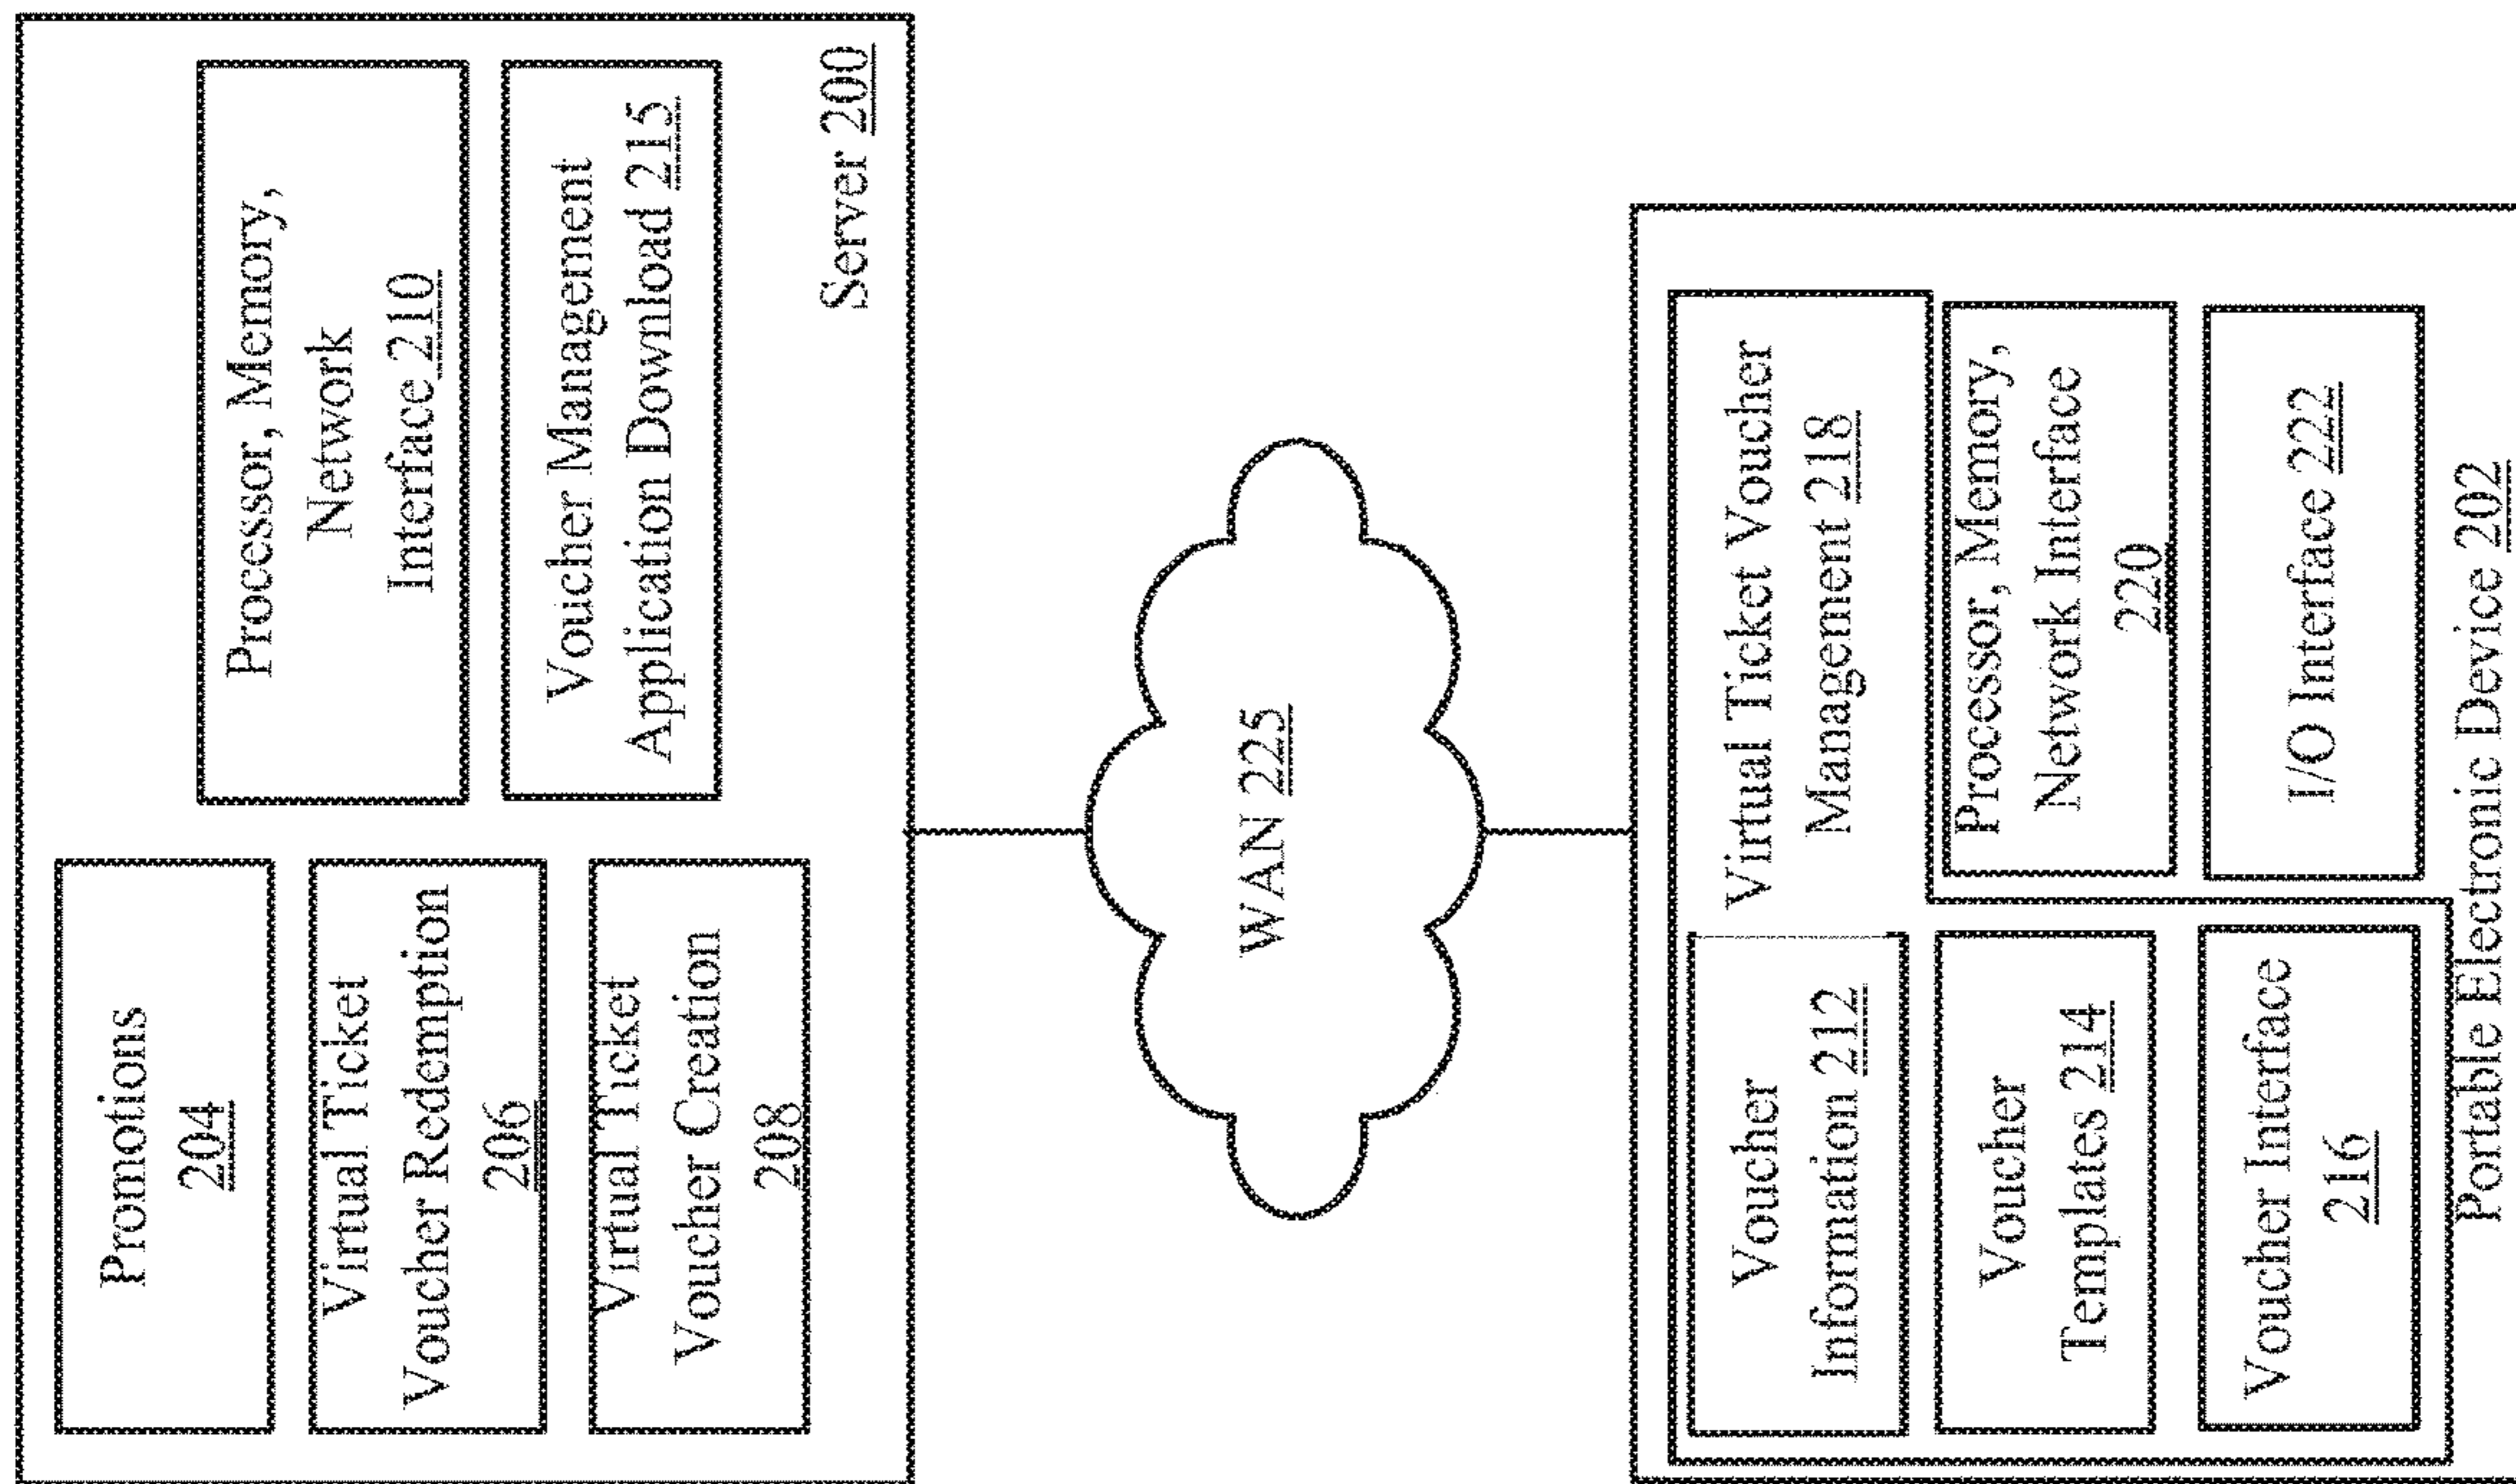 Promotions
204
Virtual Ticket
Voucher Redemption
206
Virtual Ticket
Voucher Creation
208
Processor, Memory,
Network
Interface 210
Voucher Management
Application Download 215
Server 200
WAN 225
Voucher
Information 212
Voucher
Templates 214
Voucher Interface
216
Virtual Ticket Voucher
Management 218
Processor, Memory,
Network Interface
220
I/O Interface 222
Portable Electronic Device 202